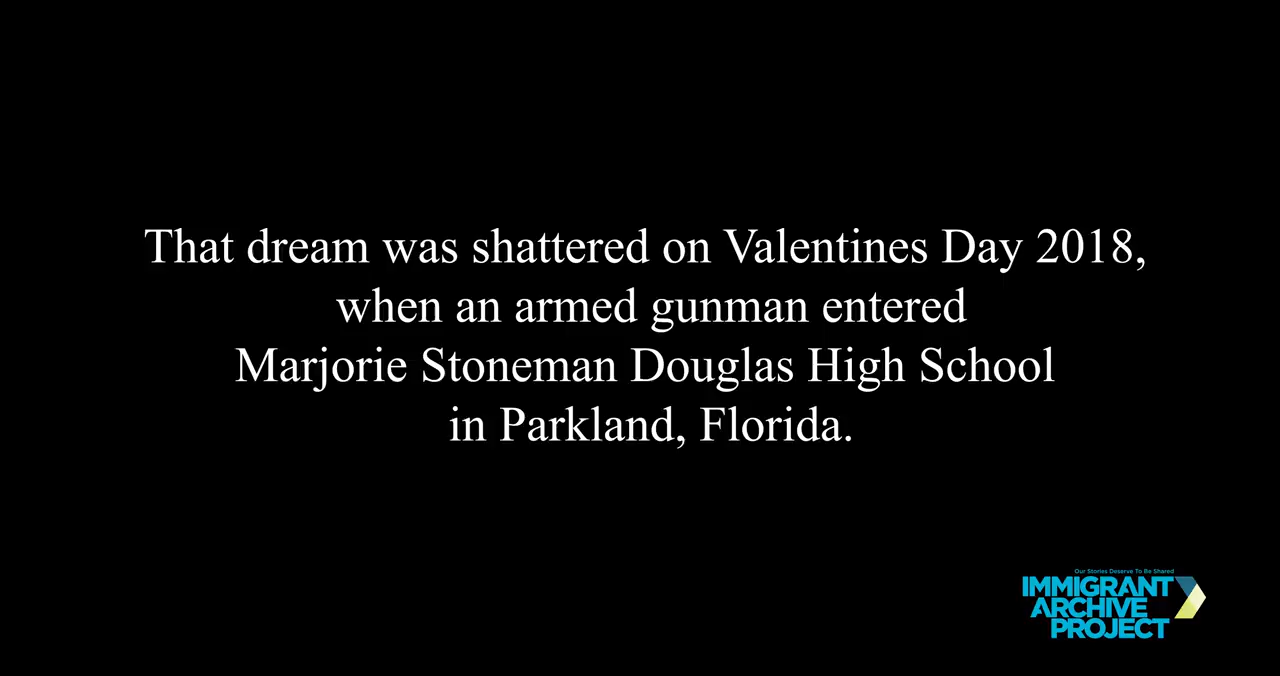 That dream was shattered on Valentines Day 2018,
when an armed gunman entered
Marjorie Stoneman Douglas High School
in Parkland, Florida.
Our Stories Deserve To Be Shared
IMMIGRANT
ARCHIVE
PROJECT